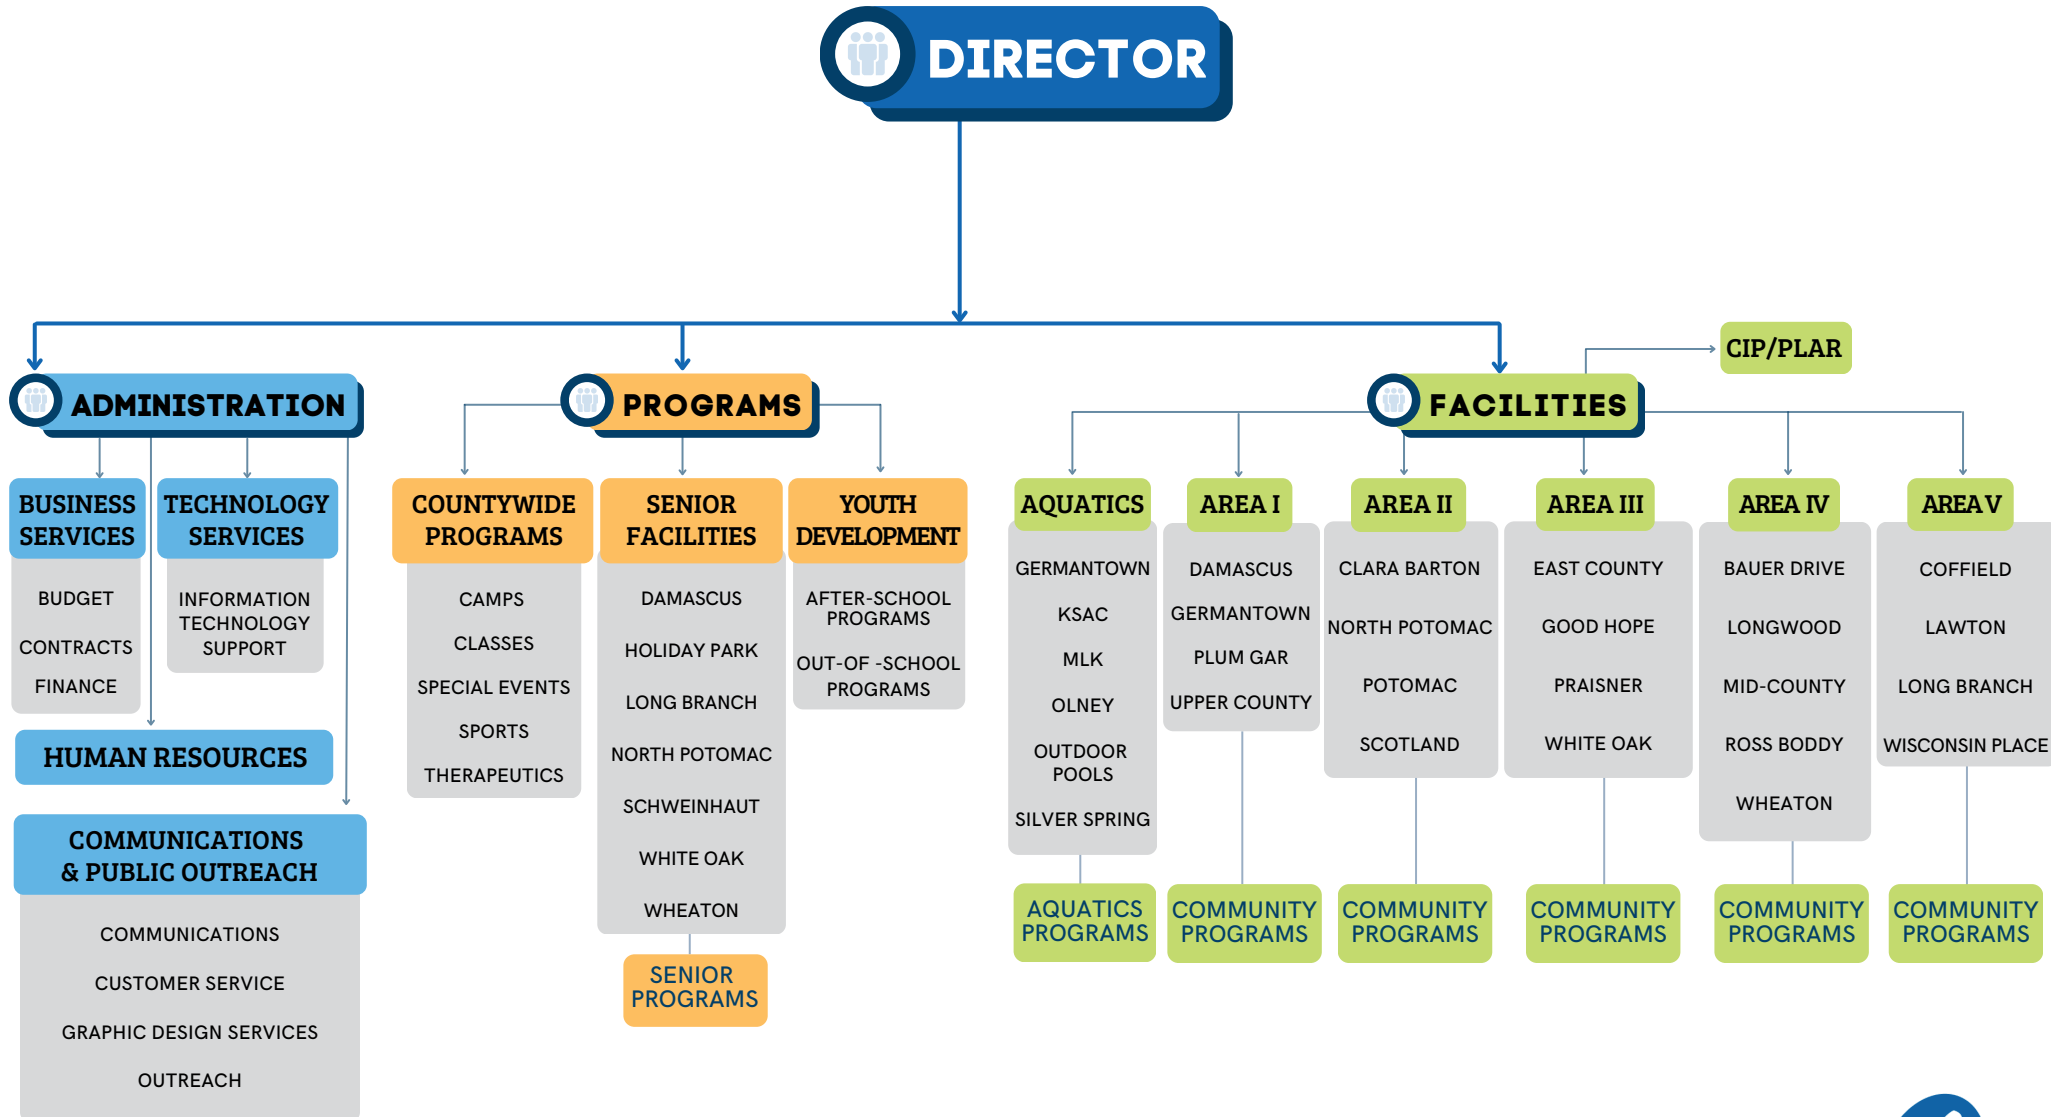 DIRECTOR
CIP/PLAR
ADMINISTRATION
PROGRAMS
FACILITIES
BUSINESS
SERVICES
BUDGET
CONTRACTS
FINANCE
TECHNOLOGY
SERVICES
INFORMATION
TECHNOLOGY
SUPPORT
HUMAN RESOURCES
COMMUNICATIONS
& PUBLIC OUTREACH
COMMUNICATIONS
CUSTOMER SERVICE
GRAPHIC DESIGN SERVICES
OUTREACH
COUNTYWIDE
PROGRAMS
CAMPS
CLASSES
SPECIAL EVENTS
SPORTS
THERAPEUTICS
SENIOR
FACILITIES
DAMASCUS
HOLIDAY PARK
LONG BRANCH
NORTH POTOMAC
SCHWEINHAUT
WHITE OAK
WHEATON
SENIOR
PROGRAMS
YOUTH
DEVELOPMENT
AFTER-SCHOOL
PROGRAMS
OUT-OF -SCHOOL
PROGRAMS
AQUATICS
GERMANTOWN
KSAC
MLK
OLNEY
OUTDOOR
POOLS
SILVER SPRING
AQUATICS
PROGRAMS
AREA I
DAMASCUS
GERMANTOWN
PLUM GAR
UPPER COUNTY
COMMUNITY
PROGRAMS
AREA II
CLARA BARTON
NORTH POTOMAC
POTOMAC
SCOTLAND
COMMUNITY
PROGRAMS
AREA III
EAST COUNTY
GOOD HOPE
PRAISNER
WHITE OAK
COMMUNITY
PROGRAMS
AREA IV
BAUER DRIVE
LONGWOOD
MID-COUNTY
ROSS BODDY
WHEATON
COMMUNITY
PROGRAMS
AREA V
COFFIELD
LAWTON
LONG BRANCH
WISCONSIN PLACE
COMMUNITY
PROGRAMS